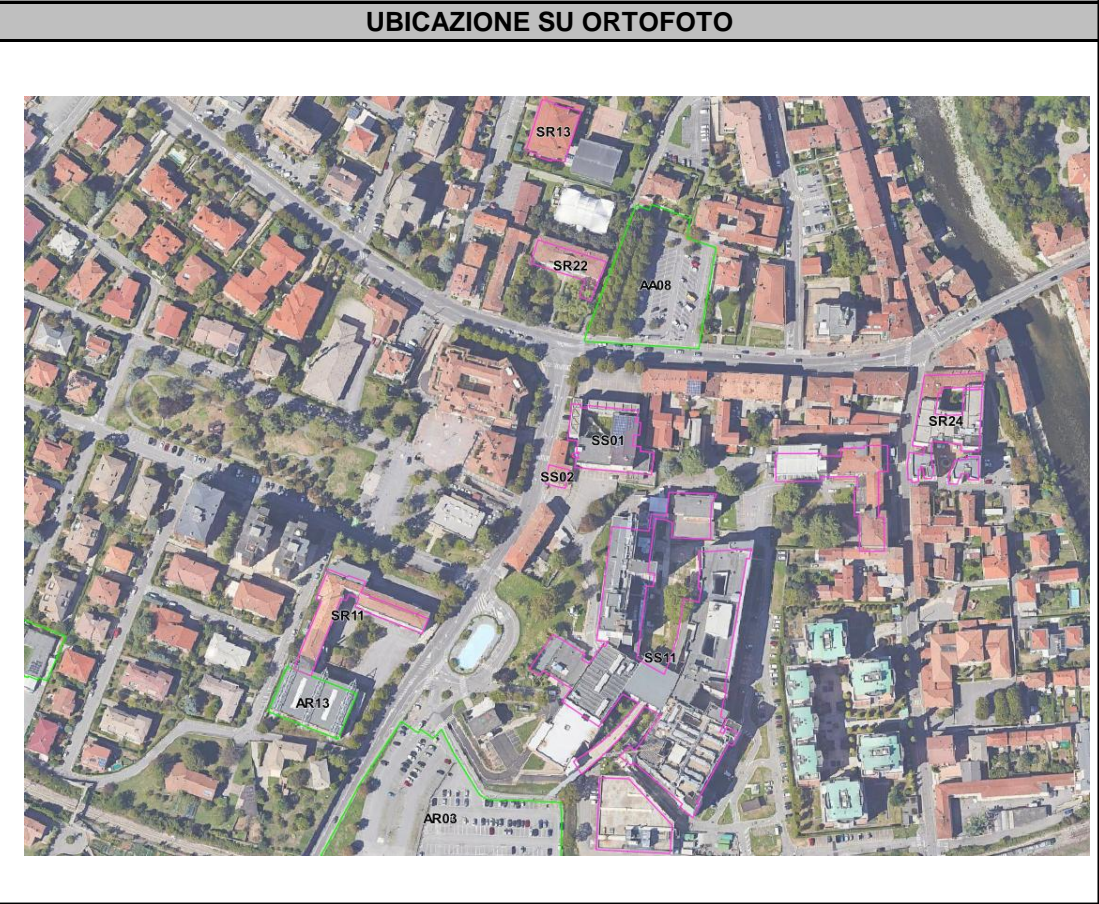 UBICAZIONE SU ORTOFOTO
SR13
SR22
AA08
SR24
SS01
SS02
SR11
SS11
AR13
AR03